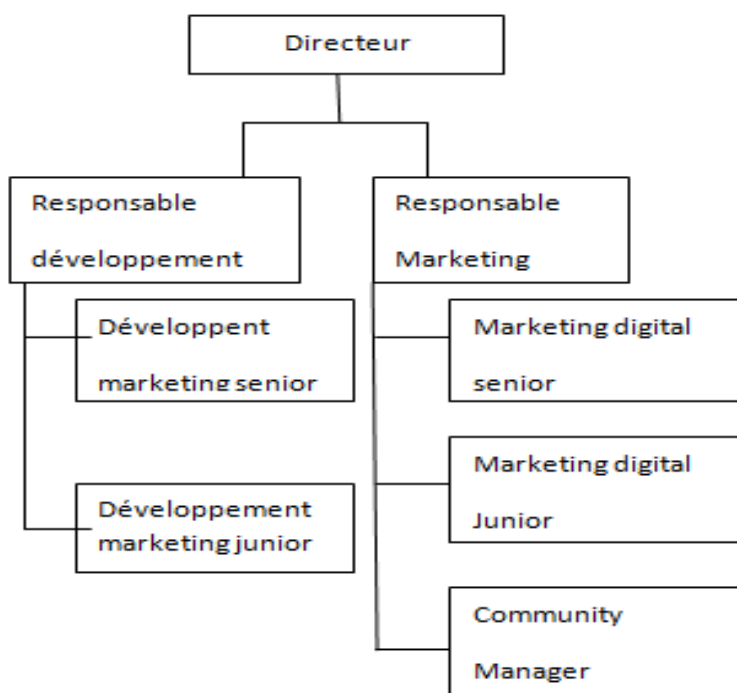 Directeur
Responsable
développement
Responsable
Marketing
Développent
marketing senior
Développement
marketing junior
Marketing digital
senior
Marketing digital
Junior
Community
Manager